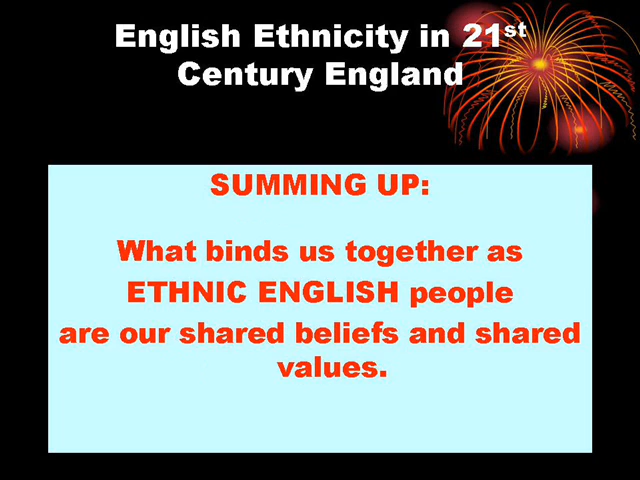 English Ethnicity in 21st
Century England
SUMMING UP:
What binds us together as
ETHNIC ENGLISH people
are our shared beliefs and shared
values.